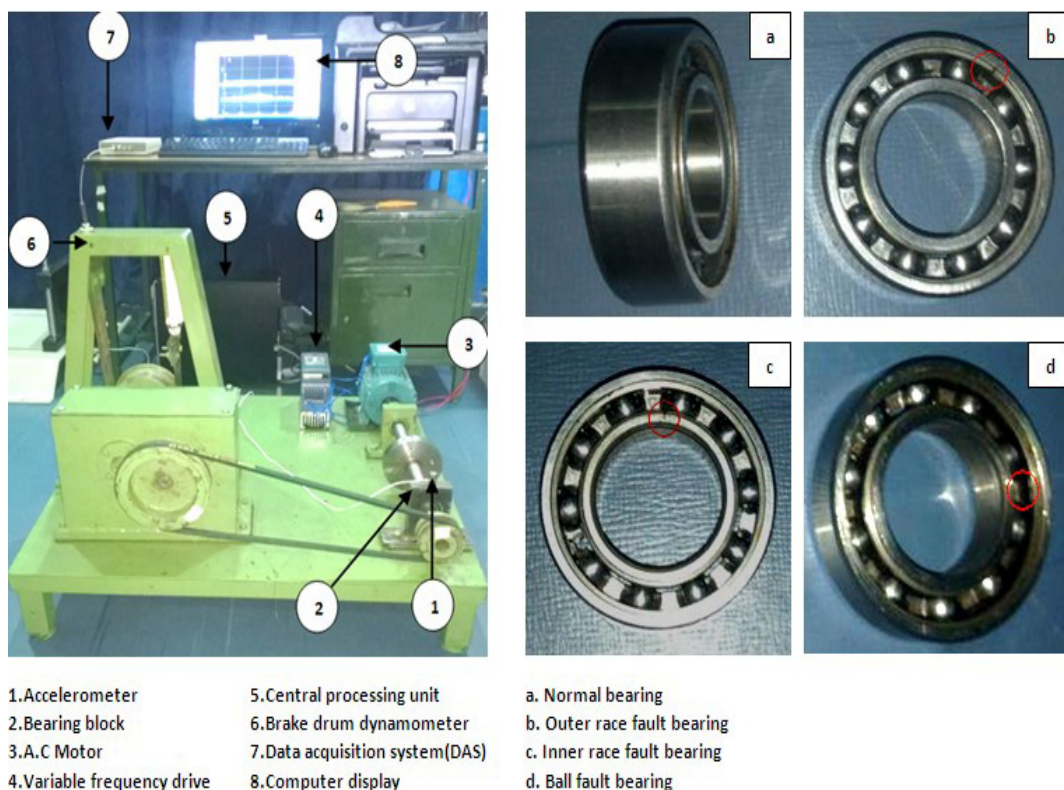 7
8
a
b
5
4
6
3
c
d
2
1
1.Accelerometer
2.Bearing block
3.A.C Motor
4.Variable frequency drive
5.Central processing unit
6.Brake drum dynamometer
7.Data acquisition system(DAS)
8.Computer display
a. Normal bearing
b. Outer race fault bearing
c. Inner race fault bearing
d. Ball fault bearing